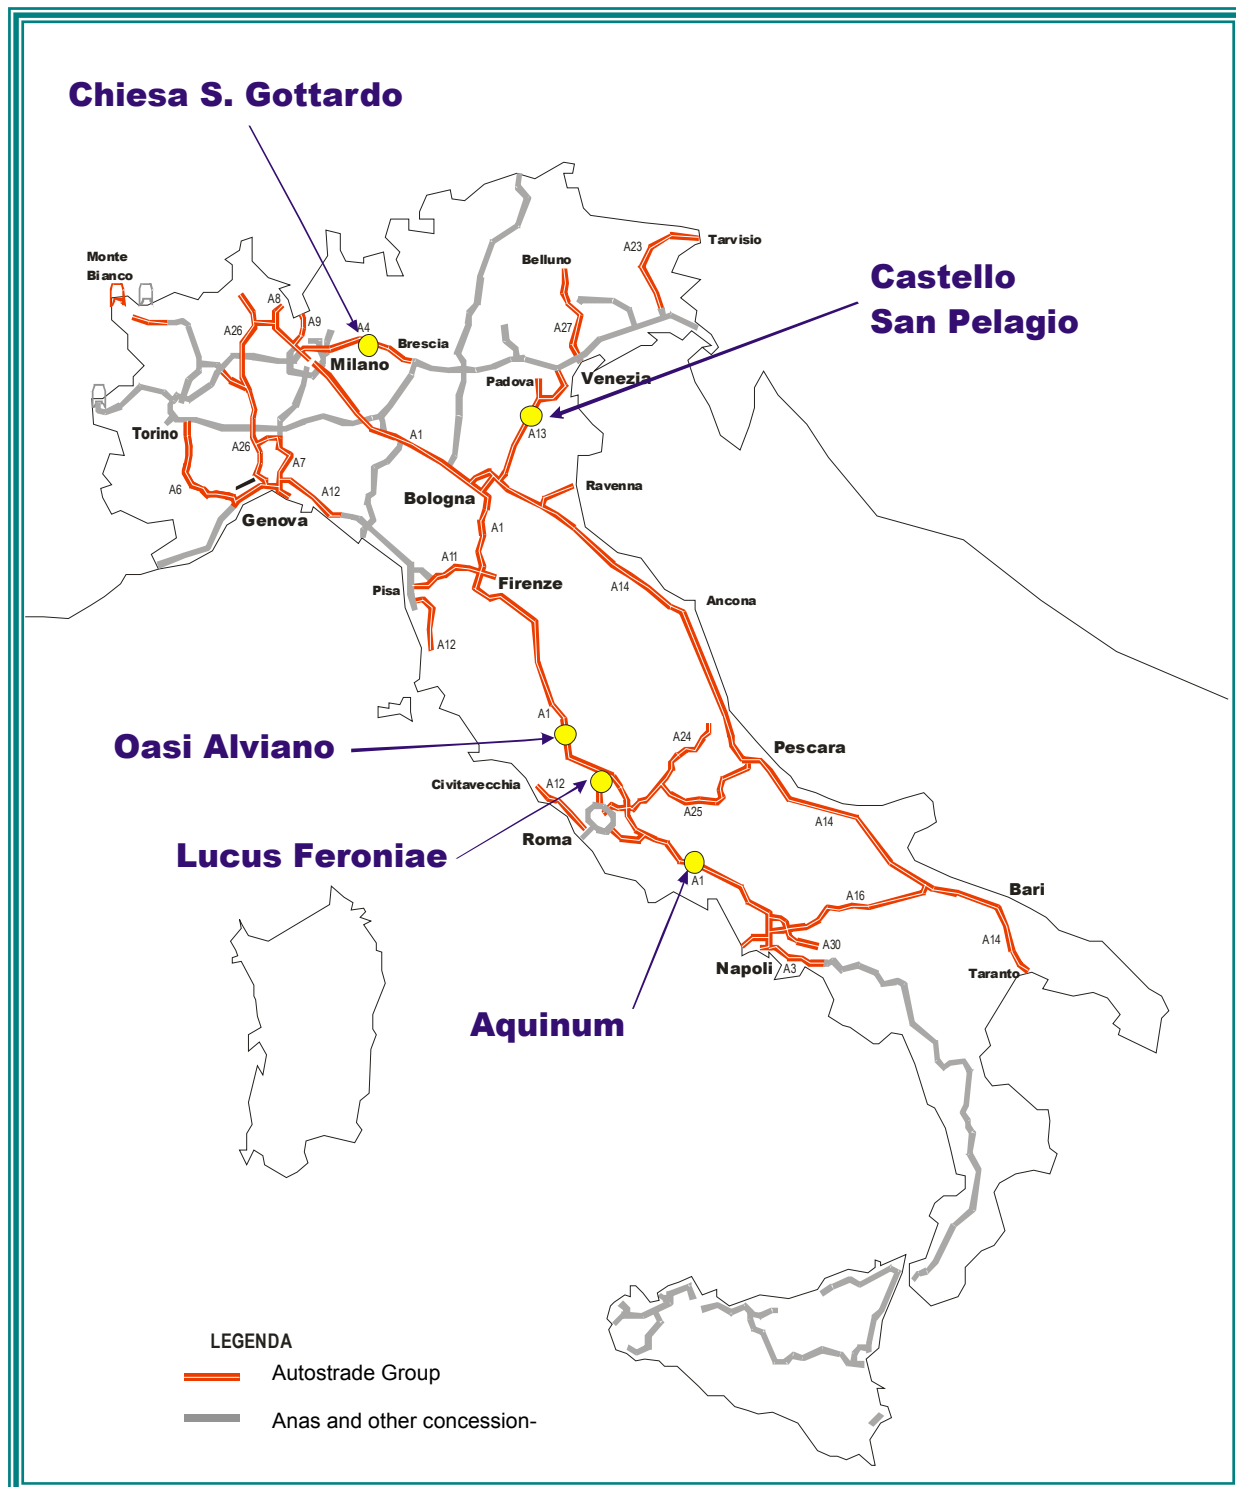 Chiesa S. Gottardo
Tarvisio
A23
Monte
Bianco
Belluno
Castello
San Pelagio
A8
A9
A26
A4
A27
Brescia
Milano
Padova
Venezia
A13
Torino
A1
A26
A7
A6
A12
Bologna
Ravenna
Genova
A1
A11
Firenze
Pisa
A14
Ancona
A12
A1
Oasi Alviano
A24
Pescara
Civitavecchia
A12
A25
A14
Roma
Lucus Feroniae
A1
A16
Bari
A14
A30
Napoli
A3
Taranto
Aquinum
LEGENDA
Autostrade Group
Anas and other concession-